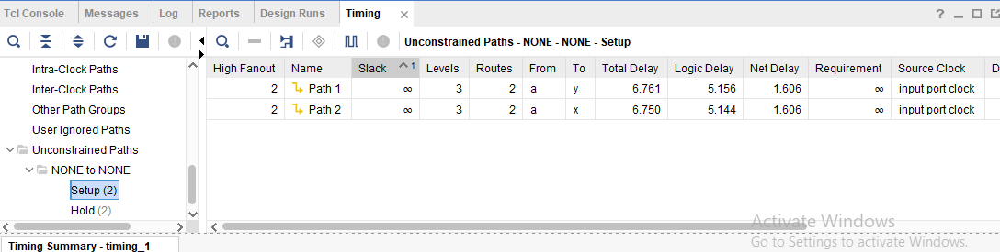 Tcl Console Messages Log Reports Design Runs Timing ×
? _
Unconstrained Paths - NONE - NONE - Setup
Intra-Clock Paths
Inter-Clock Paths
Other Path Groups
User Ignored Paths
Unconstrained Paths
NONE to NONE
Setup (2)
Hold (2)
High Fanout Name Slack ^1 Levels Routes From To Total Delay Logic Delay Net Delay Requirement Source Clock D
2 Path 1 ∞ 3 2 a y 6.761 5.156 1.606 ∞ input port clock
2 Path 2 ∞ 3 2 a x 6.750 5.144 1.606 ∞ input port clock
Activate Windows
Go to Settings to activate Windows.
Timing Summary - timing_1